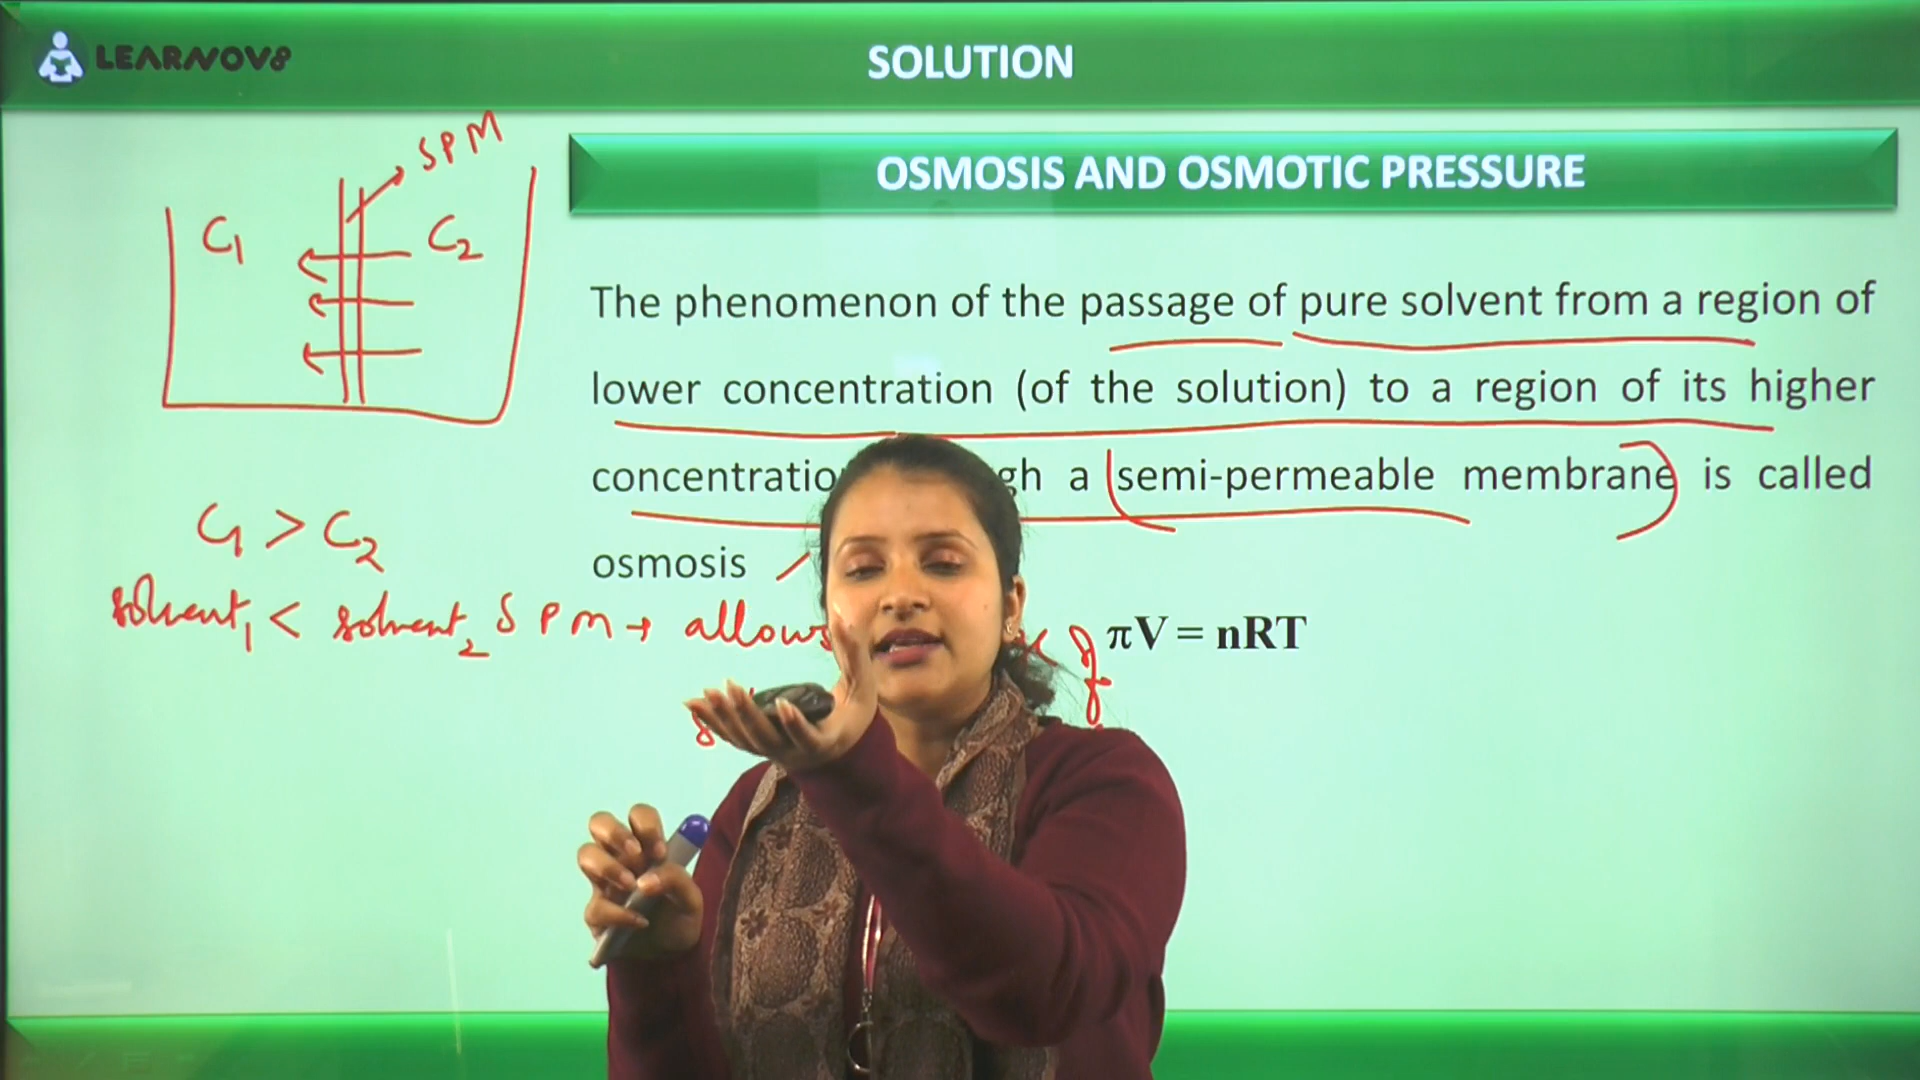 LEARNOV8
SOLUTION
SPM
C1
C2
OSMOSIS AND OSMOTIC PRESSURE
The phenomenon of the passage of pure solvent from a region of
lower concentration (of the solution) to a region of its higher
a (semi-permeable membrane) is called
osmosis
C1 > C2
solvent1 < solvent2
SPM → allows
πV = nRT